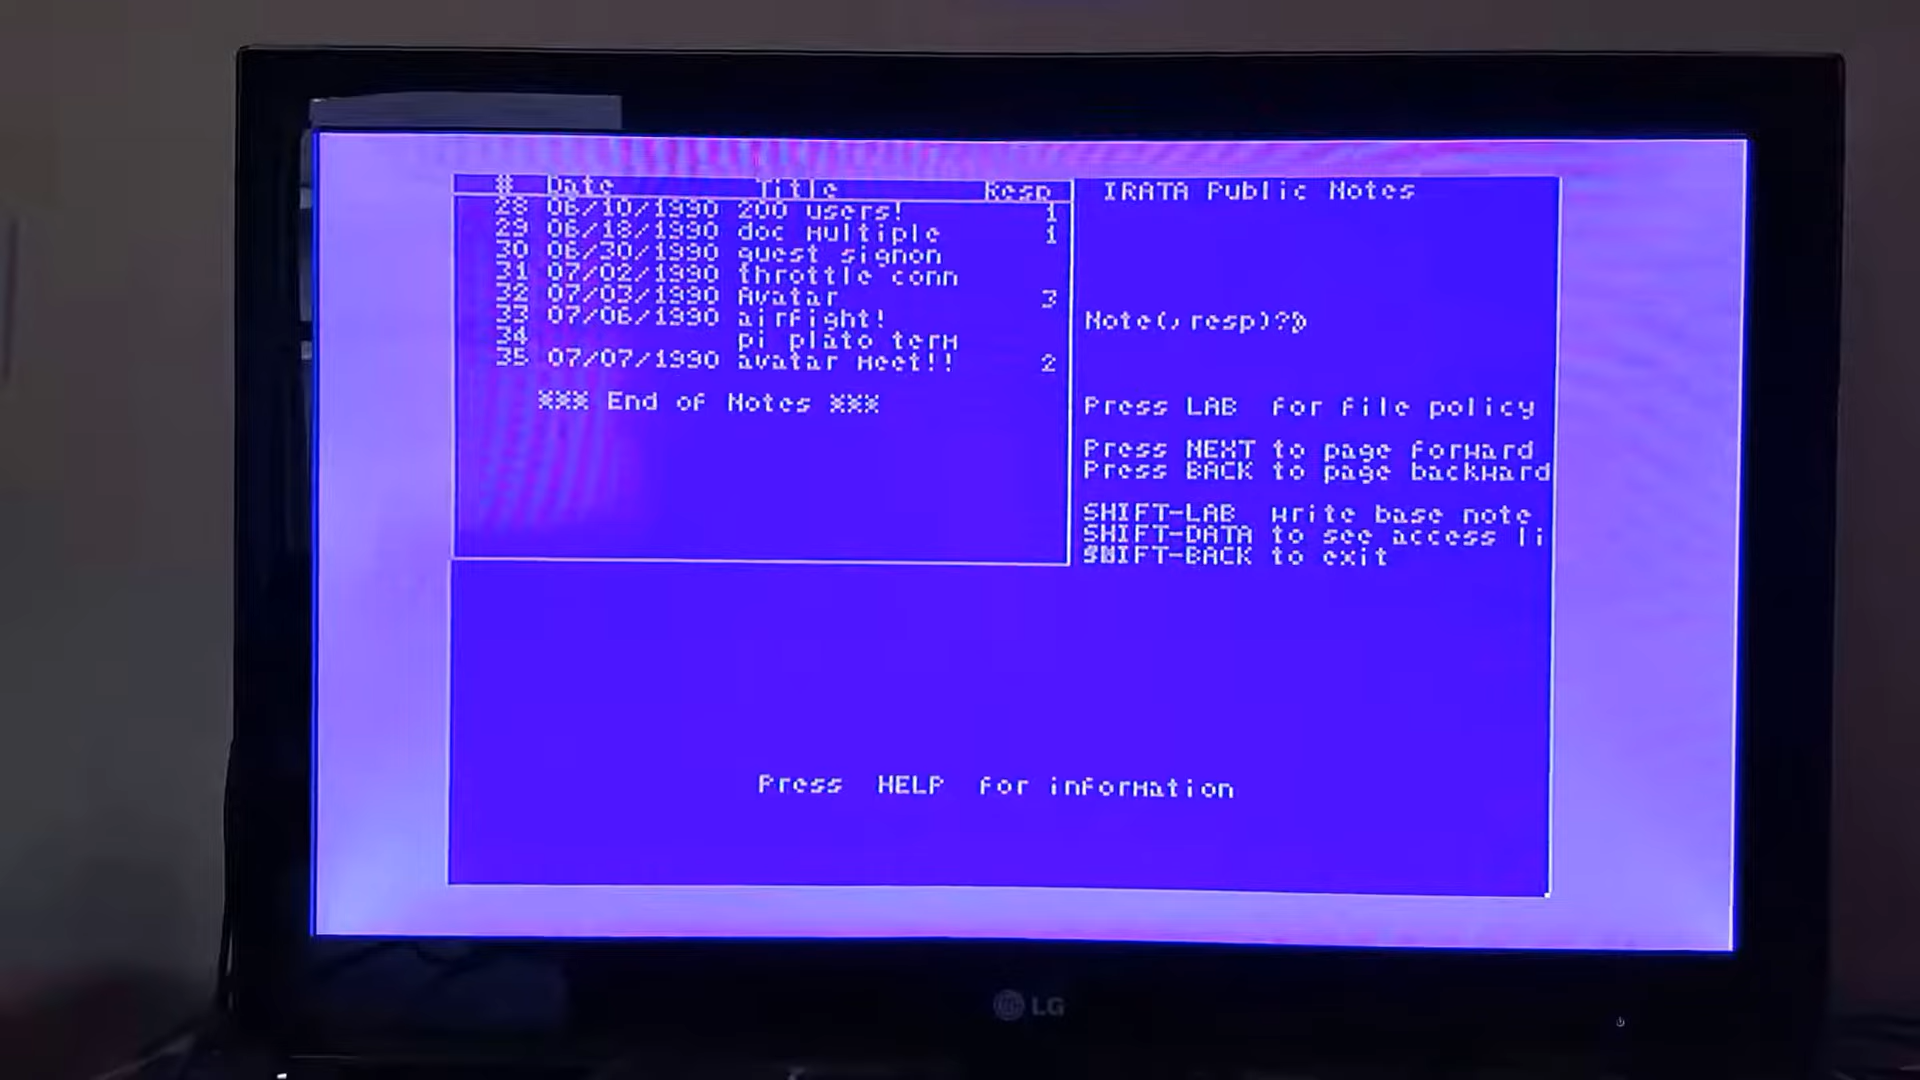 # Date Title Resp
28 06/10/1990 200 users! 1
29 06/18/1990 doc multiple 1
30 06/30/1990 guest signon
31 07/02/1990 throttle conn
32 07/03/1990 Avatar 3
33 07/06/1990 airfight!
34 pi plato term
35 07/07/1990 avatar meet!! 2
*** End of Notes ***
IRATA Public Notes
Note(,resp)?
Press LAB for file policy
Press NEXT to page forward
Press BACK to page backward
SHIFT-LAB write base note
SHIFT-DATA to see access li
SHIFT-BACK to exit
Press HELP for information
LG